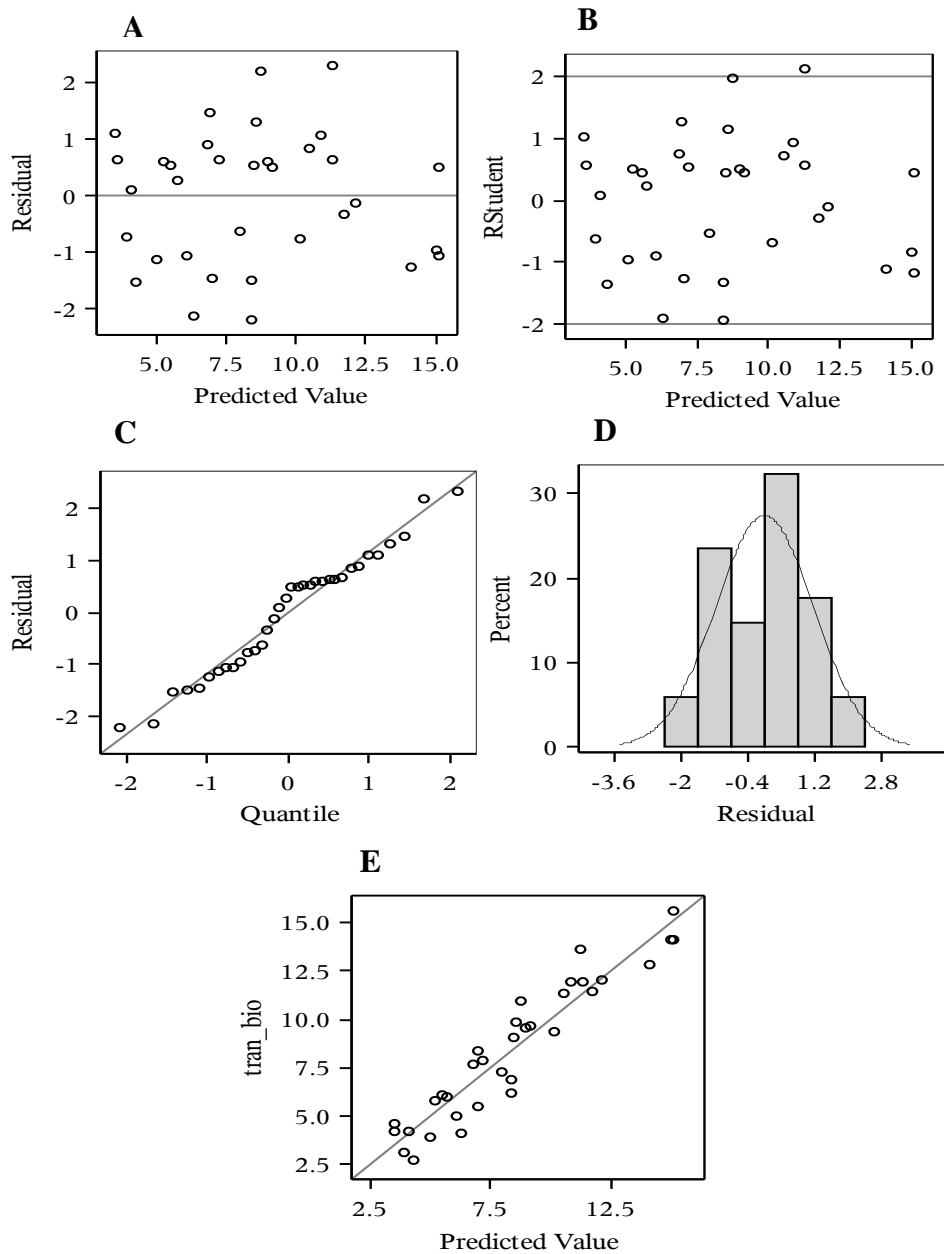 A
2
1
0
-1
-2
Residual
5.0 7.5 10.0 12.5 15.0
Predicted Value
B
2
1
0
-1
-2
RStudent
5.0 7.5 10.0 12.5 15.0
Predicted Value
C
2
1
0
-1
-2
Residual
-2 -1 0 1 2
Quantile
D
30
20
10
0
Percent
-3.6 -2 -0.4 1.2 2.8
Residual
E
15.0
12.5
10.0
7.5
5.0
2.5
tran_bio
2.5 7.5 12.5
Predicted Value